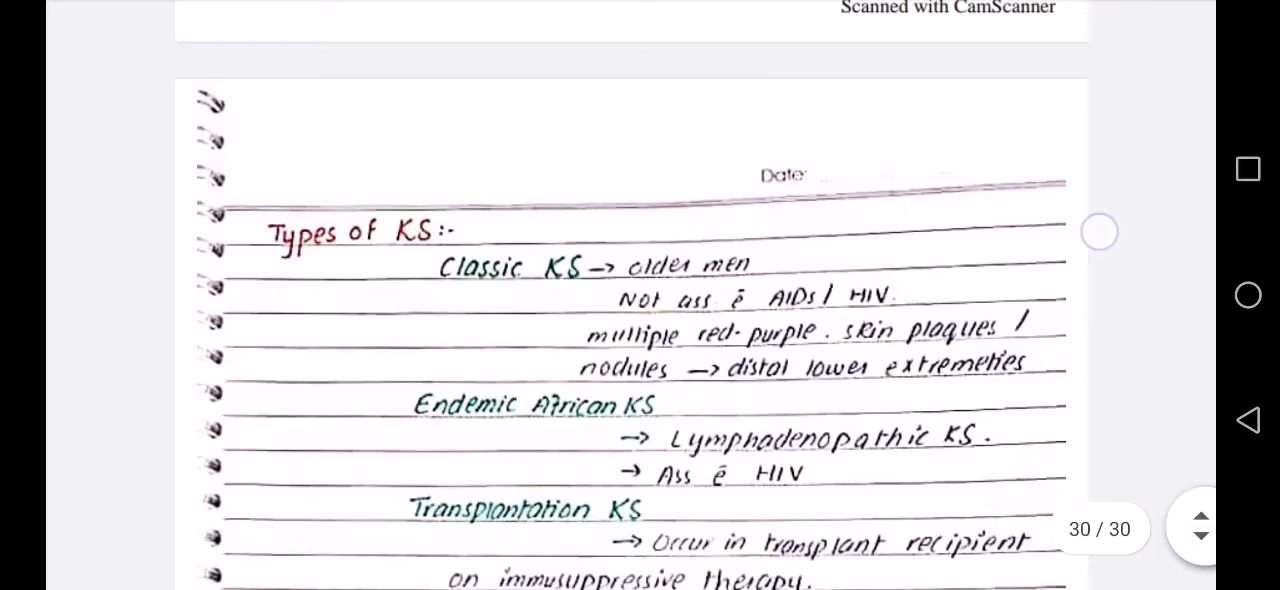 Scanned with CamScanner
Date:
Types of KS:-
Classic KS → older men
Not ass ē AIDs / HIV.
multiple red-purple. skin plaques /
nodules → distal lower extremeties
Endemic African KS
→ Lymphadenopathic KS.
→ Ass ē HIV
Transplantation KS
→ Occur in transplant recipient
30 / 30
on immusuppressive therapy.